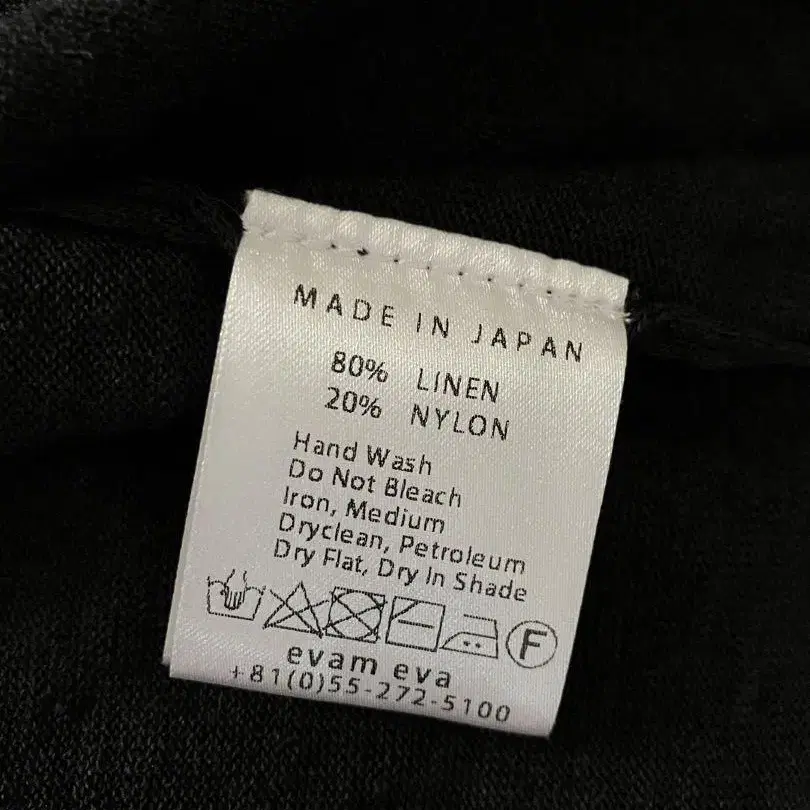 MADE IN JAPAN
80% LINEN
20% NYLON
Hand Wash
Do Not Bleach
Iron, Medium
Dryclean, Petroleum
Dry Flat, Dry In Shade
F
evam eva
+81(0)55-272-5100